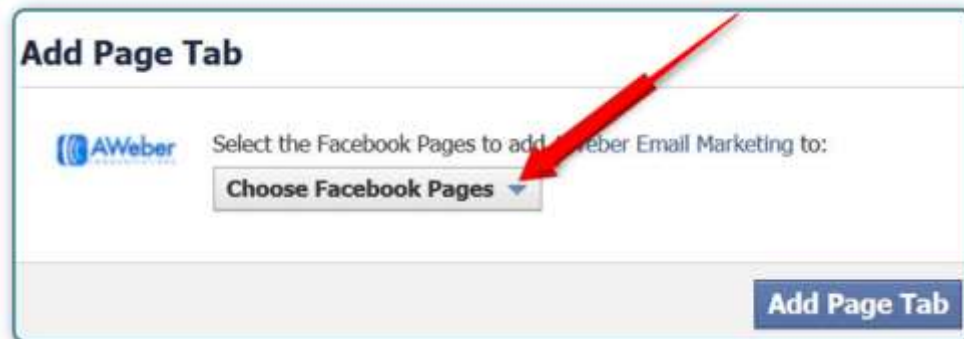 Add Page Tab
AWeber
Select the Facebook Pages to add AWeber Email Marketing to:
Choose Facebook Pages
Add Page Tab